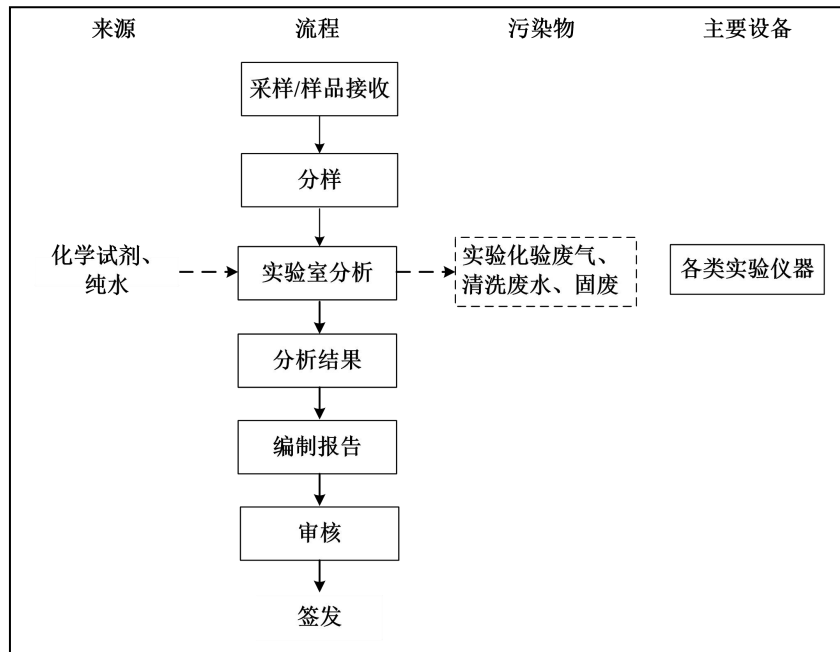 来源 流程 污染物 主要设备
采样/样品接收
分样
化学试剂、
纯水
实验室分析
实验化验废气、
清洗废水、固废
各类实验仪器
分析结果
编制报告
审核
签发